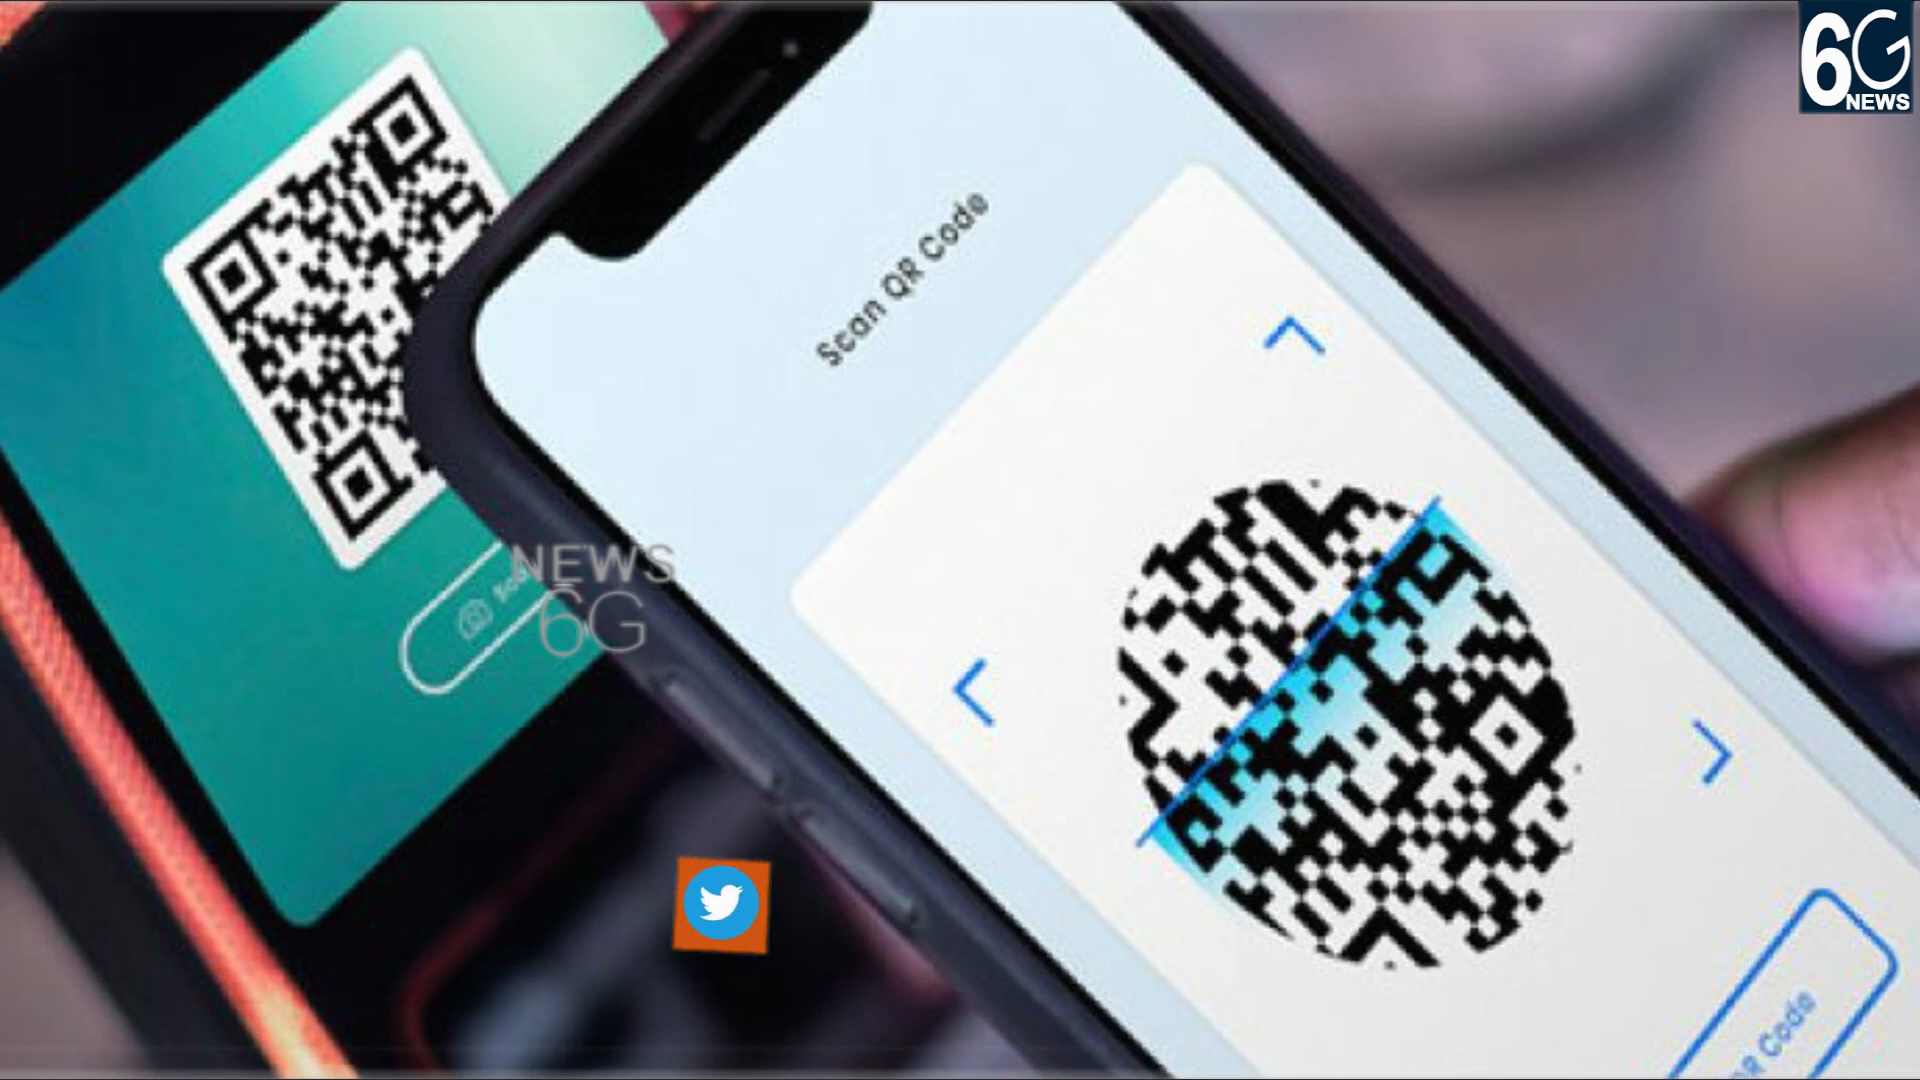 6G
NEWS
Scan QR Code
NEWS
6G
QR Code